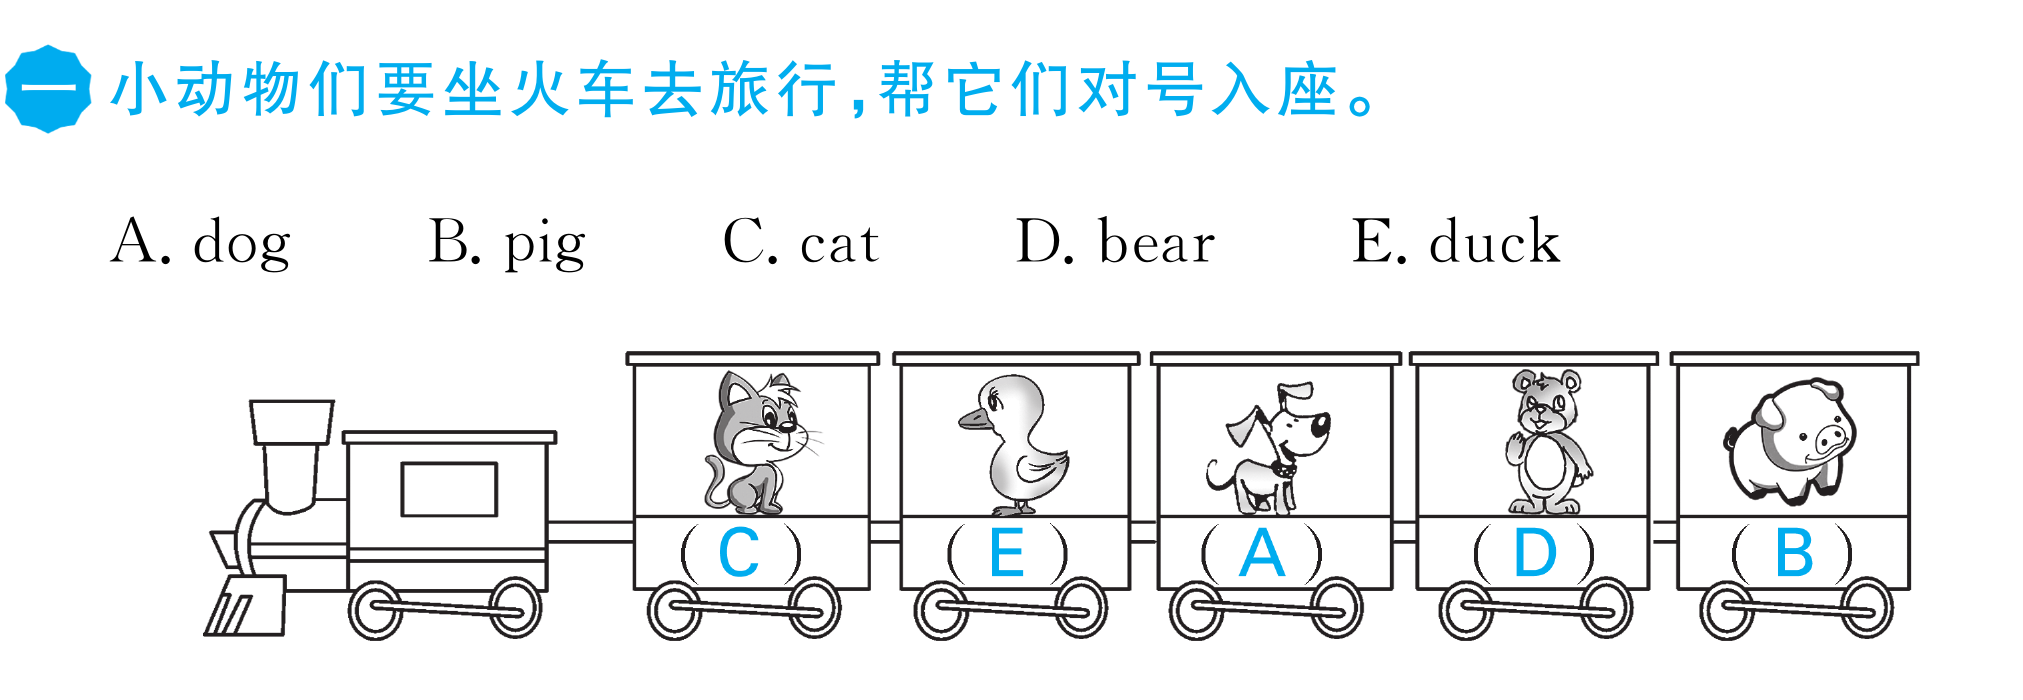 一 小动物们要坐火车去旅行,帮它们对号入座。
A. dog B. pig C. cat D. bear E. duck
( C ) ( E ) ( A ) ( D ) ( B )